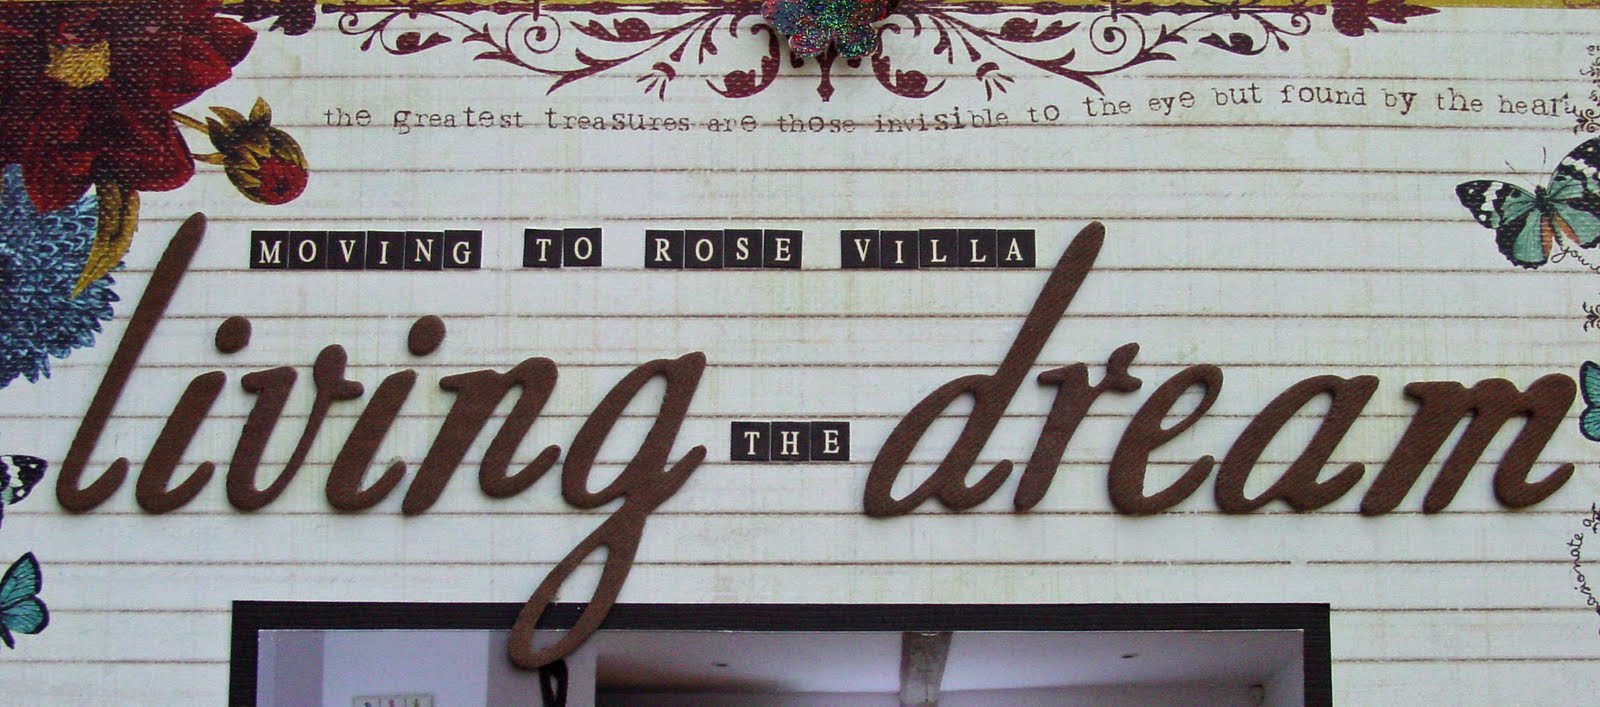 the greatest treasures are those invisible to the eye but found by the heart
MOVING TO ROSE VILLA
living THE dream